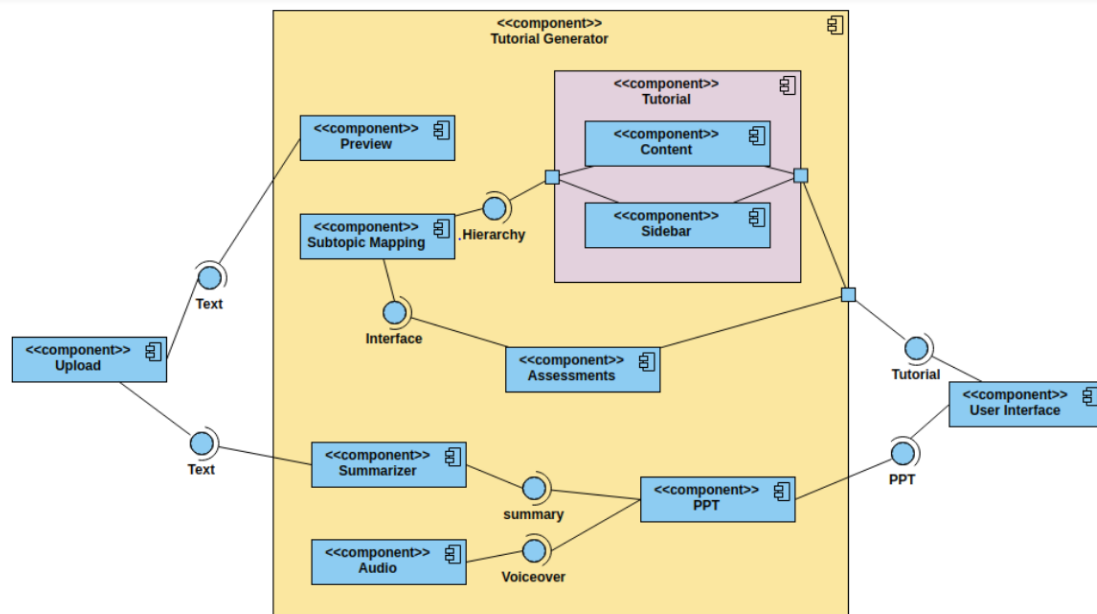 <<component>>
Tutorial Generator
<<component>>
Tutorial
<<component>>
Preview
<<component>>
Content
<<component>>
Subtopic Mapping
.Hierarchy
<<component>>
Sidebar
Text
Interface
<<component>>
Upload
<<component>>
Assessments
Tutorial
<<component>>
User Interface
Text
<<component>>
Summarizer
PPT
<<component>>
PPT
summary
<<component>>
Audio
Voiceover